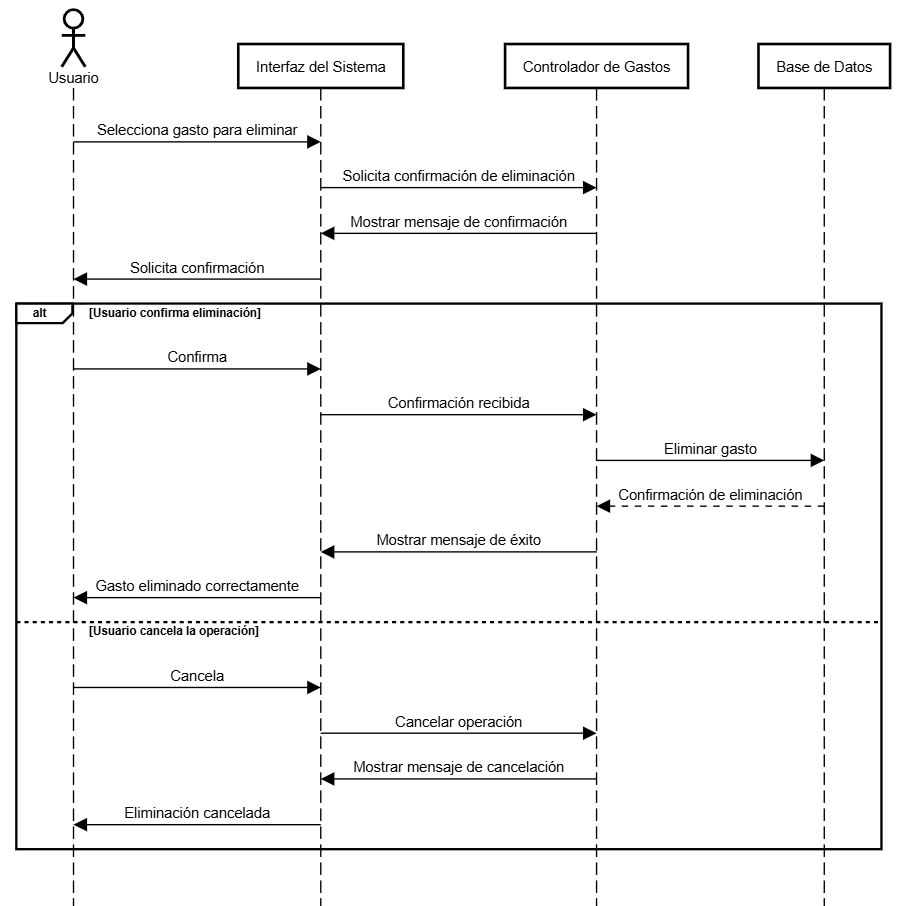 Usuario
Interfaz del Sistema
Controlador de Gastos
Base de Datos
Selecciona gasto para eliminar
Solicita confirmación de eliminación
Mostrar mensaje de confirmación
Solicita confirmación
alt
[Usuario confirma eliminación]
Confirma
Confirmación recibida
Eliminar gasto
Confirmación de eliminación
Mostrar mensaje de éxito
Gasto eliminado correctamente
[Usuario cancela la operación]
Cancela
Cancelar operación
Mostrar mensaje de cancelación
Eliminación cancelada